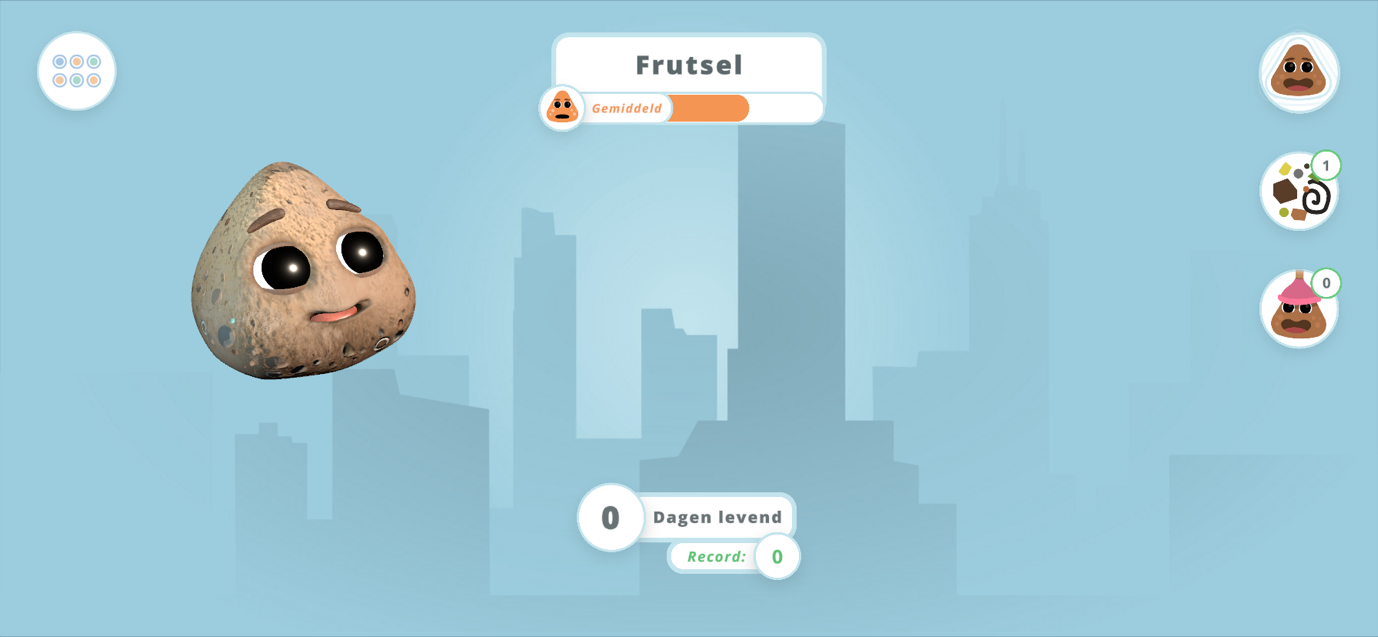 Frutsel
Gemiddeld
1
0
0 Dagen levend
Record: 0